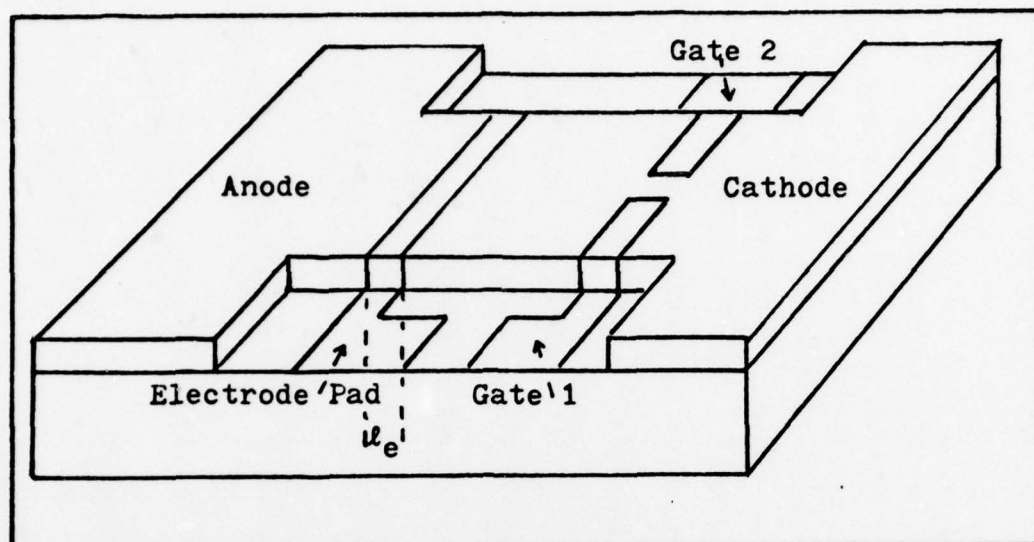 Gate 2
Anode
Cathode
Electrode Pad
Gate 1
ℓe